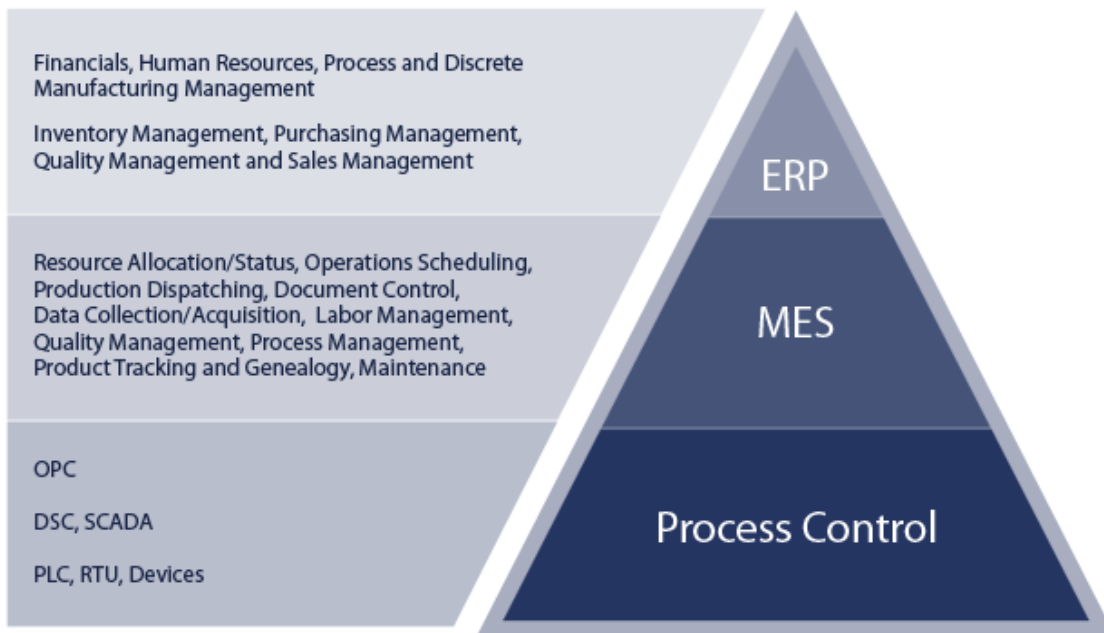 Financials, Human Resources, Process and Discrete
Manufacturing Management
Inventory Management, Purchasing Management,
Quality Management and Sales Management
ERP
Resource Allocation/Status, Operations Scheduling,
Production Dispatching, Document Control,
Data Collection/Acquisition, Labor Management,
Quality Management, Process Management,
Product Tracking and Genealogy, Maintenance
MES
OPC
DSC, SCADA
PLC, RTU, Devices
Process Control